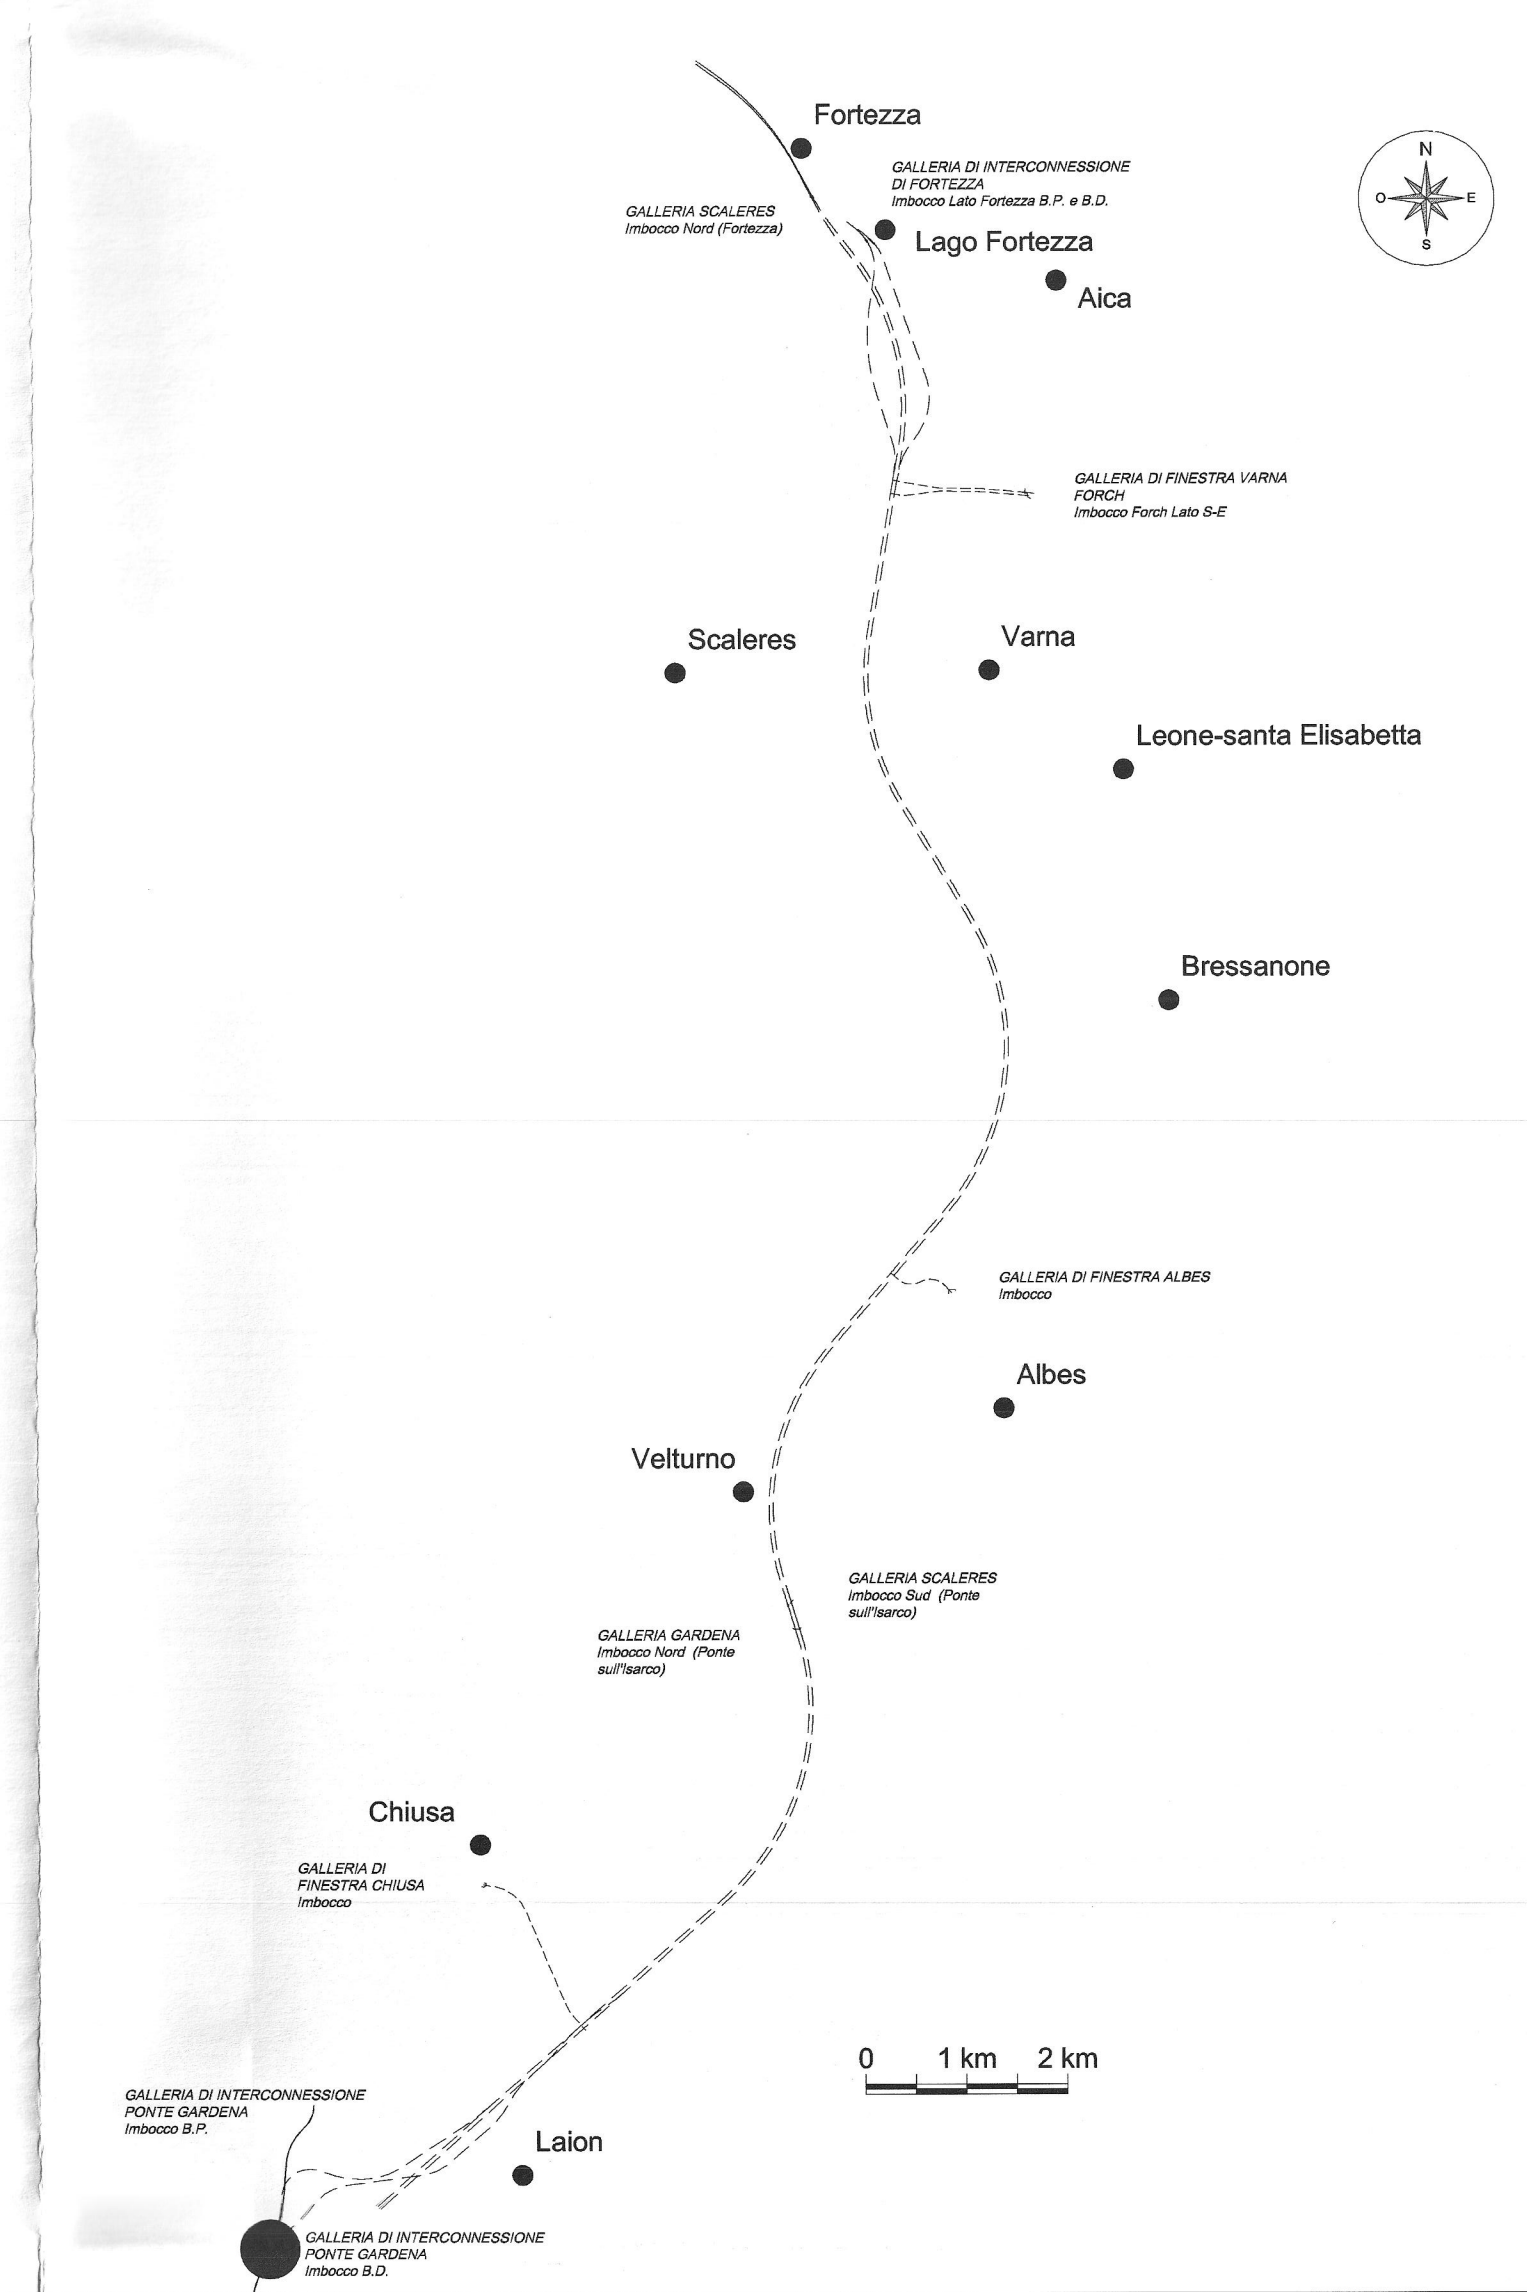 Fortezza
GALLERIA DI INTERCONNESSIONE
DI FORTEZZA
Imbocco Lato Fortezza B.P. e B.D.
N
O
E
S
GALLERIA SCALERES
Imbocco Nord (Fortezza)
Lago Fortezza
Aica
GALLERIA DI FINESTRA VARNA
FORCH
Imbocco Forch Lato S-E
Scaleres
Varna
Leone-santa Elisabetta
Bressanone
GALLERIA DI FINESTRA ALBES
Imbocco
Albes
Velturno
GALLERIA SCALERES
Imbocco Sud (Ponte
sull'Isarco)
GALLERIA GARDENA
Imbocco Nord (Ponte
sull'Isarco)
Chiusa
GALLERIA DI
FINESTRA CHIUSA
Imbocco
0 1 km 2 km
GALLERIA DI INTERCONNESSIONE
PONTE GARDENA
Imbocco B.P.
Laion
GALLERIA DI INTERCONNESSIONE
PONTE GARDENA
Imbocco B.D.